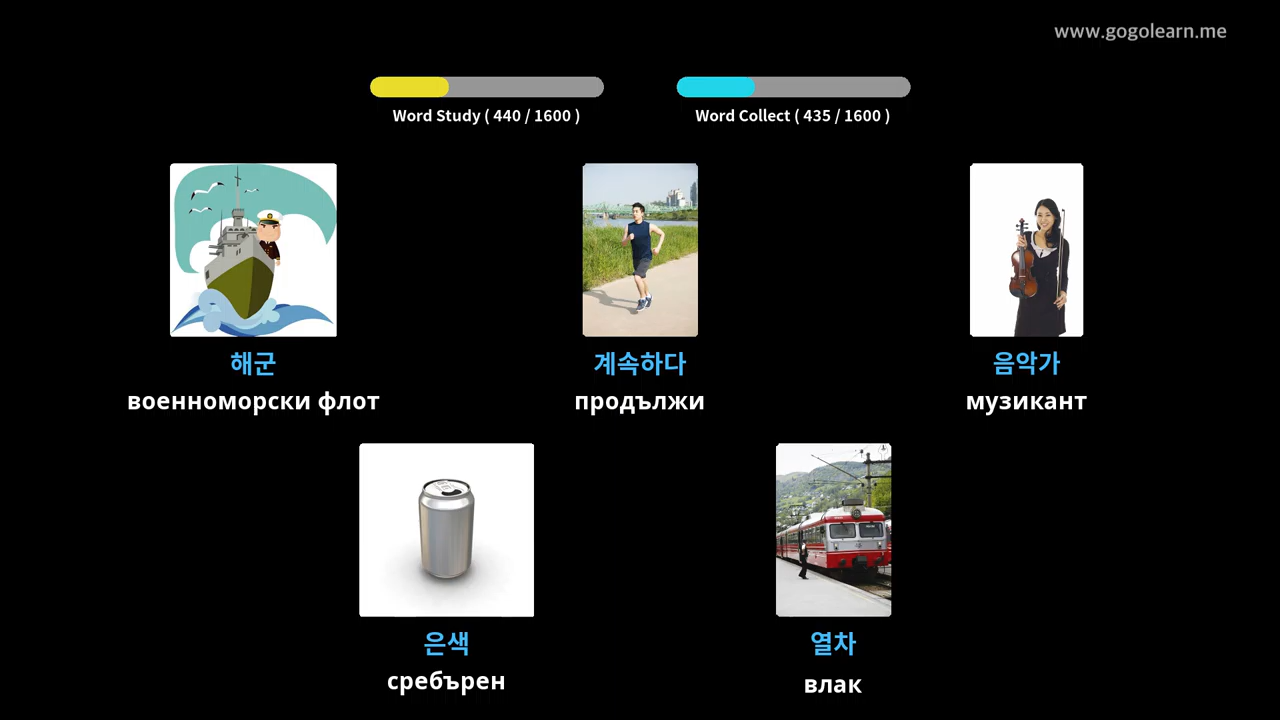 www.gogolearn.me
Word Study ( 440 / 1600 )
Word Collect ( 435 / 1600 )
해군
военноморски флот
계속하다
продължи
음악가
музикант
은색
сребърен
열차
влак